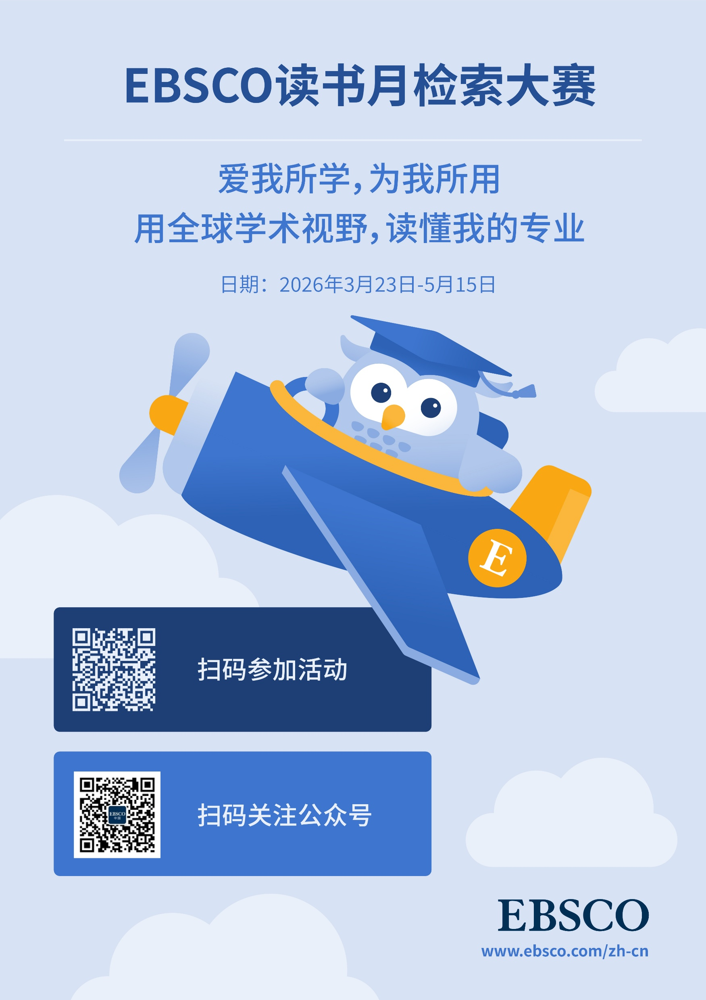 EBSCO读书月检索大赛
爱我所学，为我所用
用全球学术视野，读懂我的专业
日期：2026年3月23日-5月15日
E
扫码参加活动
EBSCO
中国
扫码关注公众号
EBSCO
www.ebsco.com/zh-cn